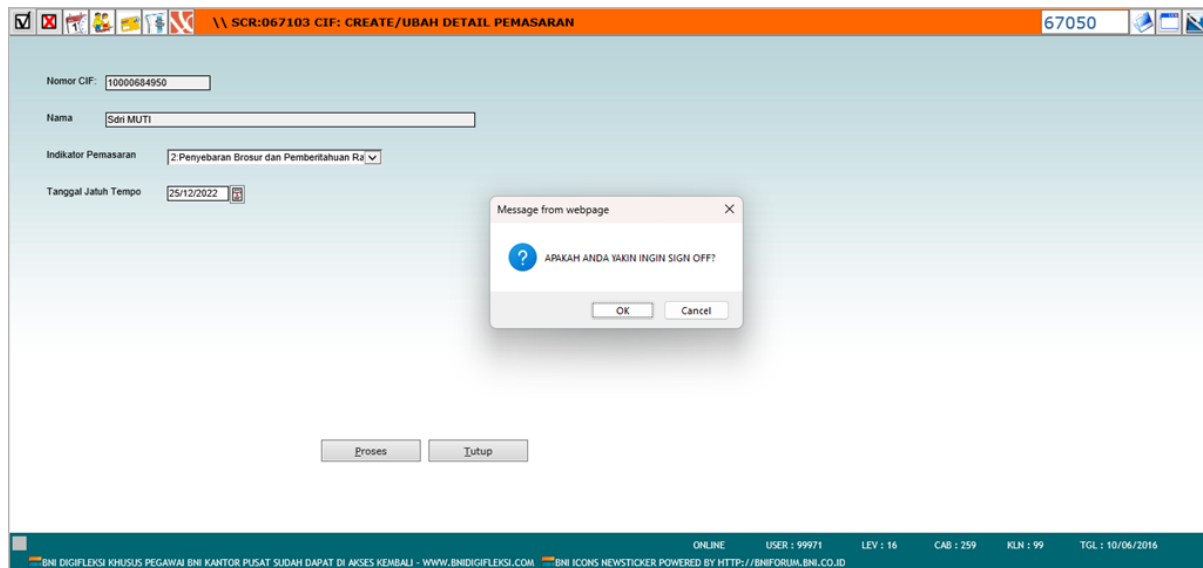 \\ SCR:067103 CIF: CREATE/UBAH DETAIL PEMASARAN
67050
Nomor CIF: 10000684950
Nama Sdri MUTI
Indikator Pemasaran 2:Penyebaran Brosur dan Pemberitahuan Ra
Tanggal Jatuh Tempo 25/12/2022
Message from webpage
APAKAH ANDA YAKIN INGIN SIGN OFF?
OK Cancel
Proses Tutup
ONLINE USER : 99971 LEV : 16 CAB : 259 KLN : 99 TGL : 10/06/2016
BNI DIGIFLEKSI KHUSUS PEGAWAI BNI KANTOR PUSAT SUDAH DAPAT DI AKSES KEMBALI - WWW.BNIDIGIFLEKSI.COM BNI ICONS NEWSTICKER POWERED BY HTTP://BNIFORUM.BNI.CO.ID